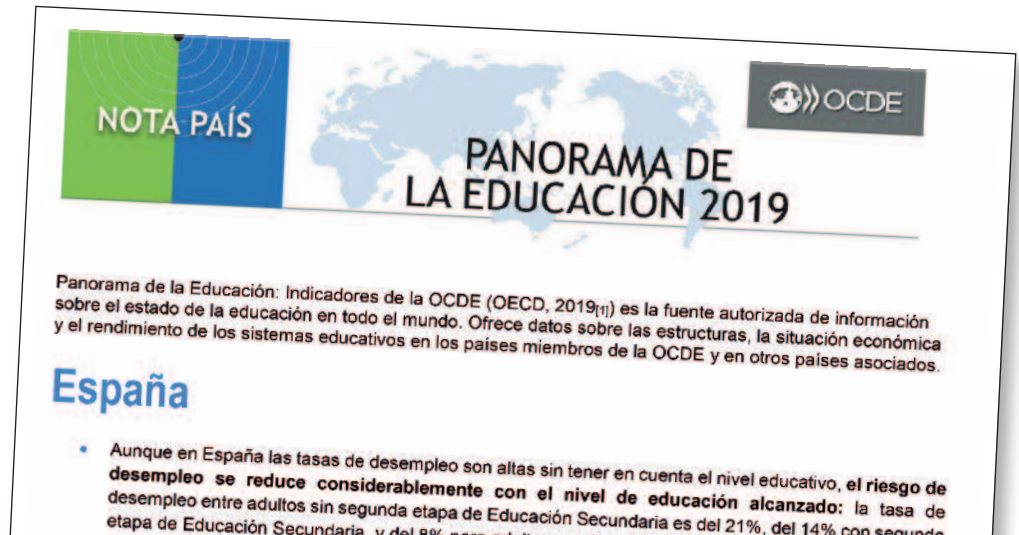 NOTA PAÍS
OCDE
PANORAMA DE
LA EDUCACIÓN 2019
Panorama de la Educación: Indicadores de la OCDE (OECD, 2019[1]) es la fuente autorizada de información
sobre el estado de la educación en todo el mundo. Ofrece datos sobre las estructuras, la situación económica
y el rendimiento de los sistemas educativos en los países miembros de la OCDE y en otros países asociados.
España
• Aunque en España las tasas de desempleo son altas sin tener en cuenta el nivel educativo, el riesgo de
desempleo se reduce considerablemente con el nivel de educación alcanzado: la tasa de
desempleo entre adultos sin segunda etapa de Educación Secundaria es del 21%, del 14% con segunda
etapa de Educación Secundaria, y del 8% para